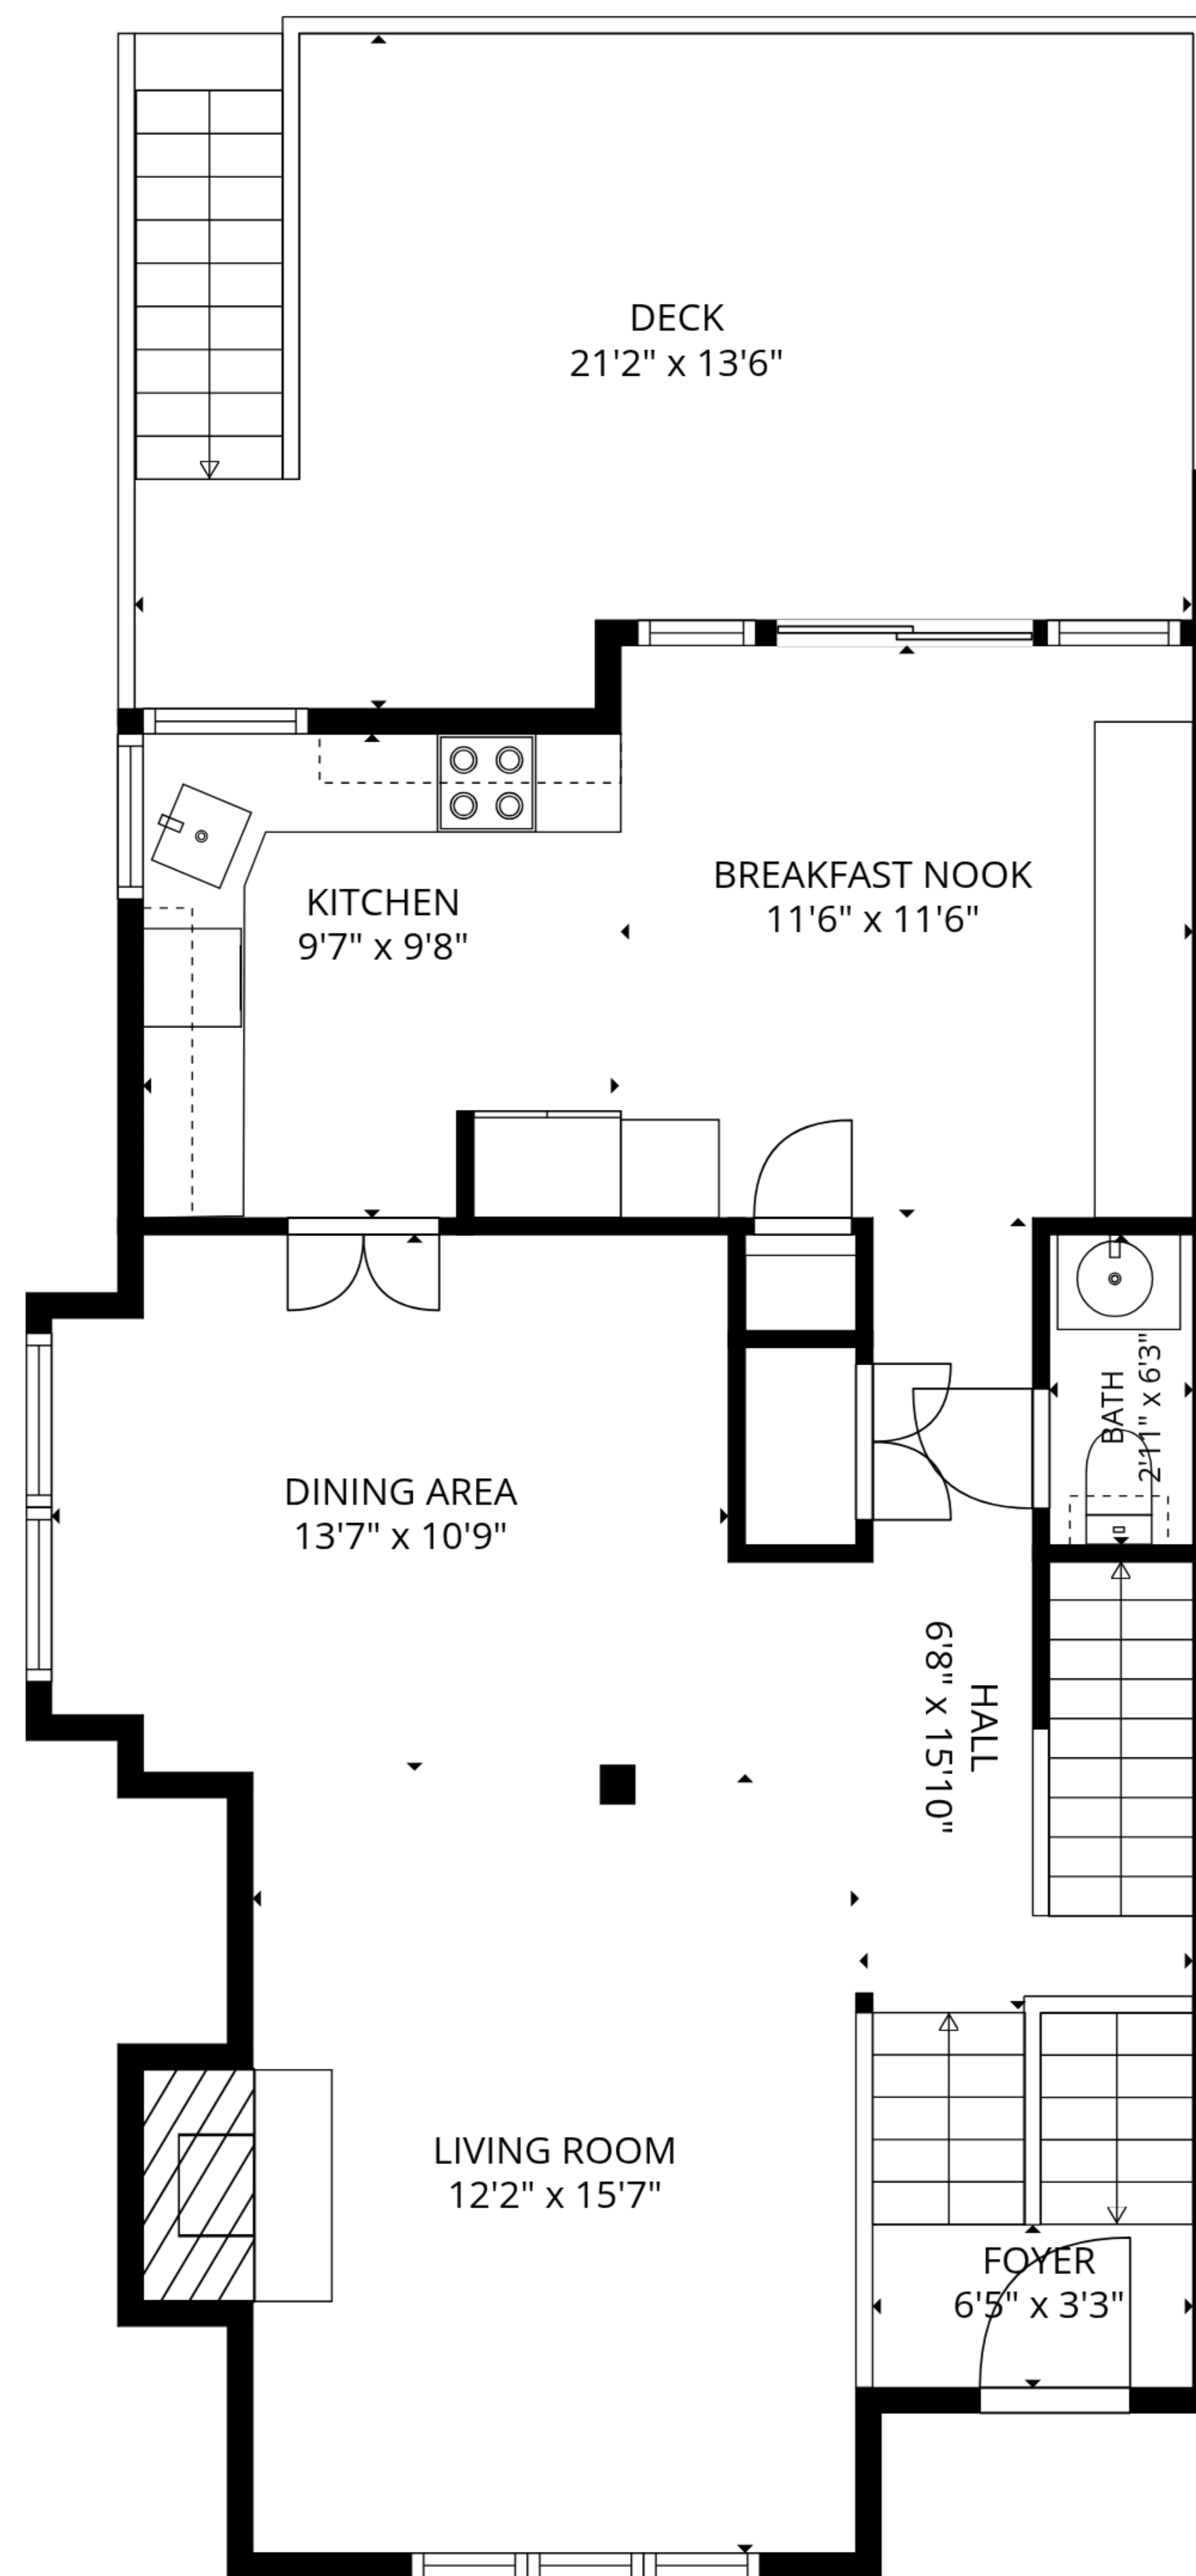 DECK
21'2" x 13'6"
KITCHEN
9'7" x 9'8"
BREAKFAST NOOK
11'6" x 11'6"
BATH
2'11" x 6'3"
DINING AREA
13'7" x 10'9"
HALL
6'8" x 15'10"
LIVING ROOM
12'2" x 15'7"
FOYER
6'5" x 3'3"